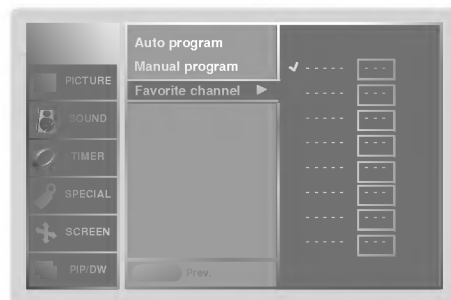 Auto program
Manual program
Favorite channel
PICTURE
SOUND
TIMER
SPECIAL
SCREEN
PIP/DW
Prev.
- - - - - - - -
- - - - - - - -
- - - - - - - -
- - - - - - - -
- - - - - - - -
- - - - - - - -
- - - - - - - -
- - - - - - - -